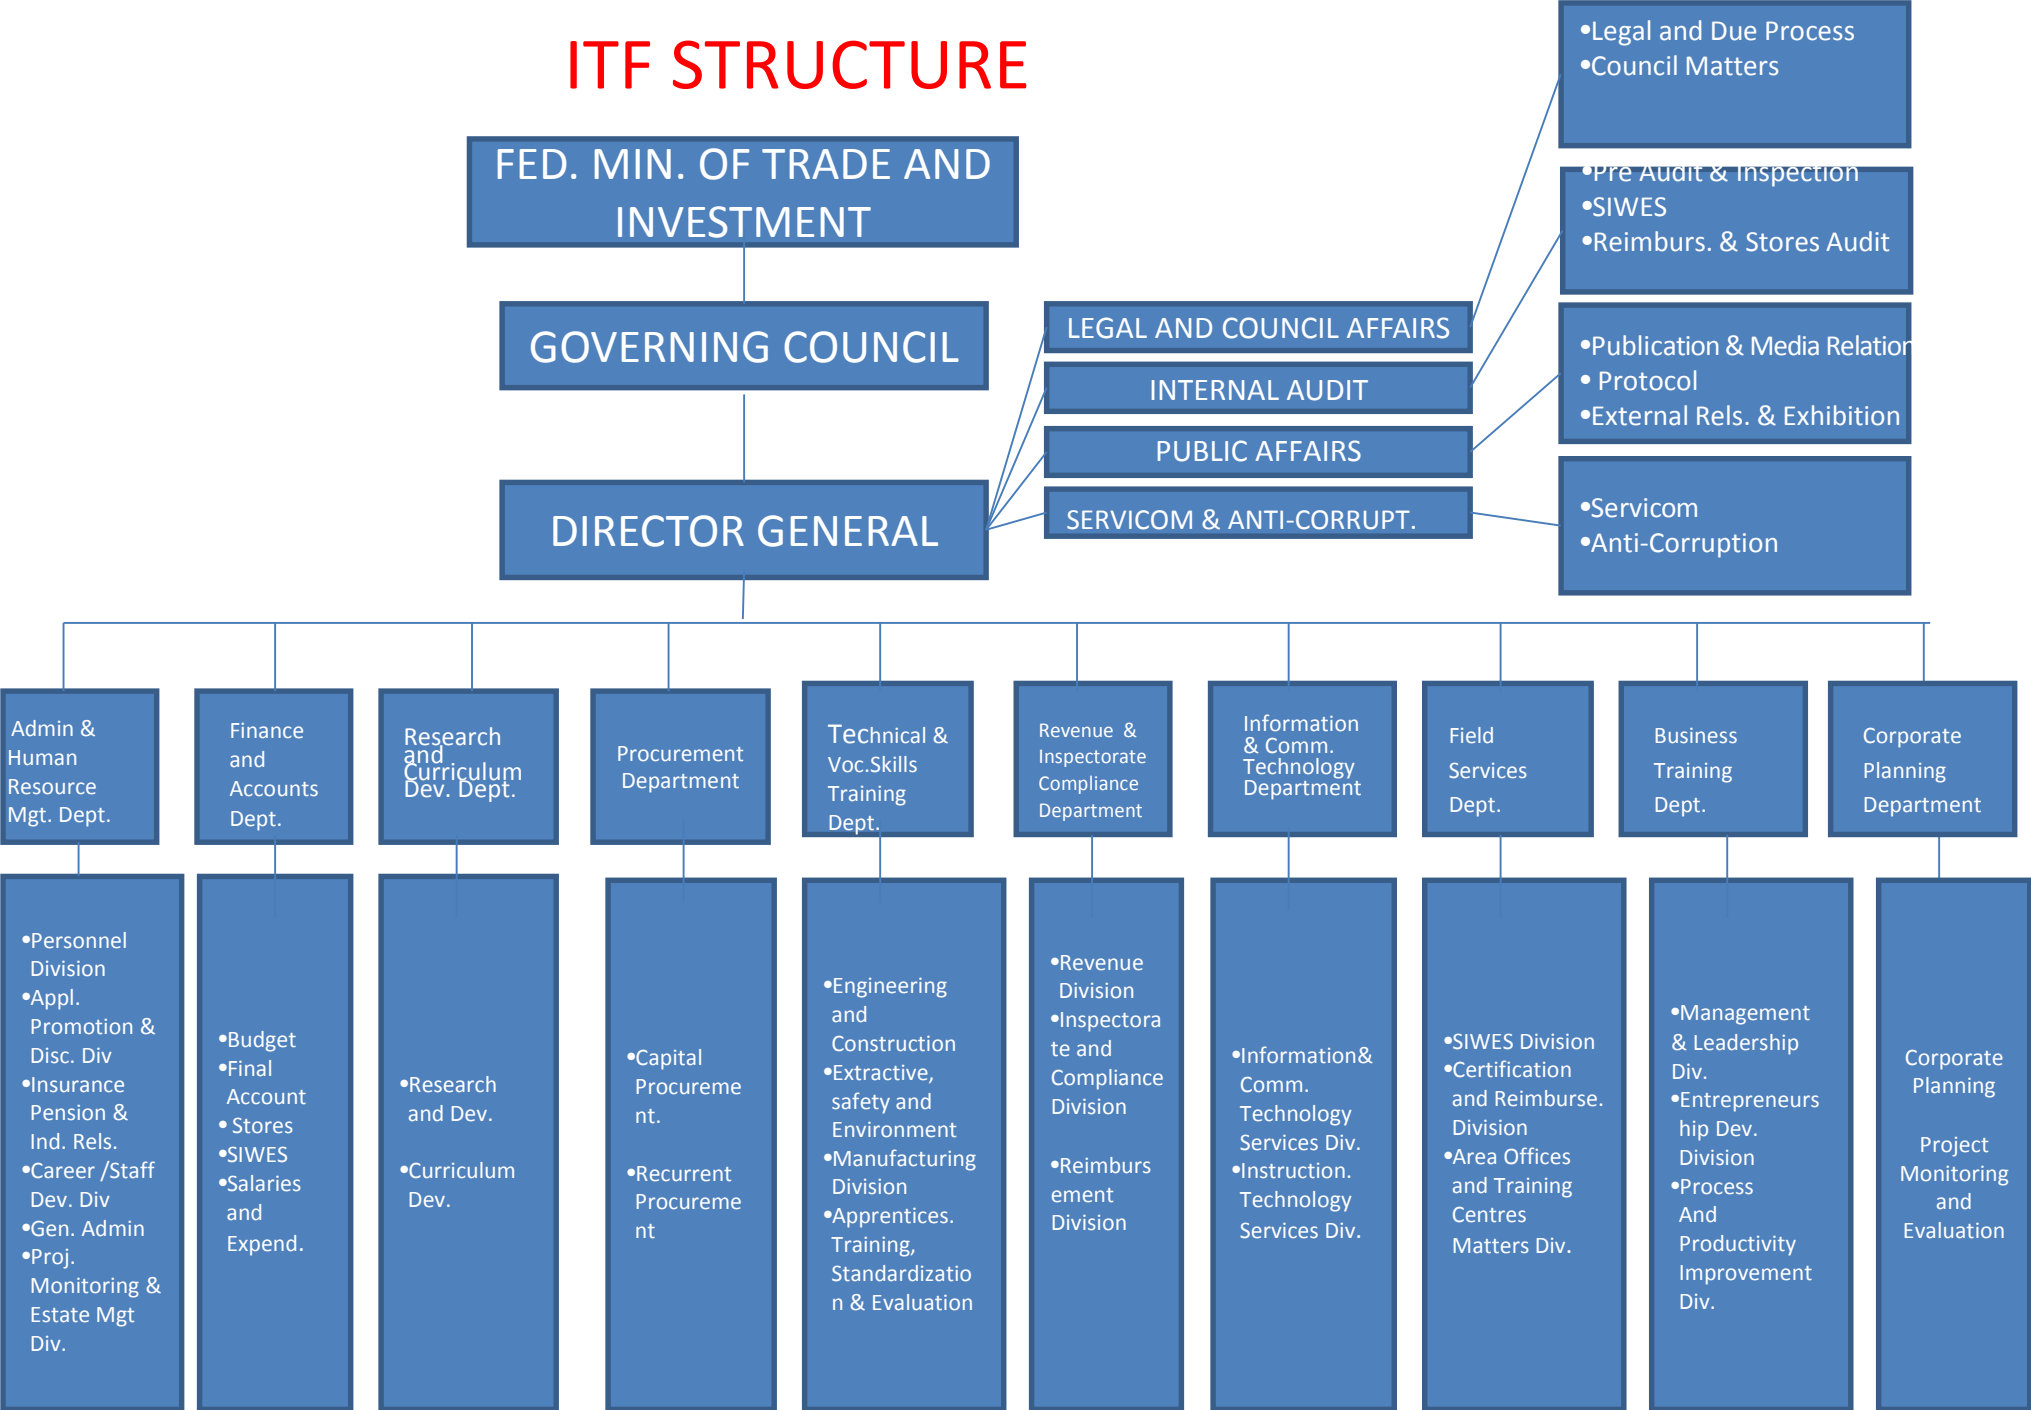 ITF STRUCTURE
FED. MIN. OF TRADE AND
INVESTMENT
GOVERNING COUNCIL
DIRECTOR GENERAL
LEGAL AND COUNCIL AFFAIRS
INTERNAL AUDIT
PUBLIC AFFAIRS
SERVICOM & ANTI-CORRUPT.
•Legal and Due Process
•Council Matters
•Pre Audit & Inspection
•SIWES
•Reimburs. & Stores Audit
•Publication & Media Relation
• Protocol
•External Rels. & Exhibition
•Servicom
•Anti-Corruption
Admin &
Human
Resource
Mgt. Dept.
Finance
and
Accounts
Dept.
Research
and
Curriculum
Dev. Dept.
Procurement
Department
Technical &
Voc.Skills
Training
Dept.
Revenue &
Inspectorate
Compliance
Department
Information
& Comm.
Technology
Department
Field
Services
Dept.
Business
Training
Dept.
Corporate
Planning
Department
•Personnel
Division
•Appl.
Promotion &
Disc. Div
•Insurance
Pension &
Ind. Rels.
•Career /Staff
Dev. Div
•Gen. Admin
•Proj.
Monitoring &
Estate Mgt
Div.
•Budget
•Final
Account
• Stores
•SIWES
•Salaries
and
Expend.
•Research
and Dev.
•Curriculum
Dev.
•Capital
Procureme
nt.
•Recurrent
Procureme
nt
•Engineering
and
Construction
•Extractive,
safety and
Environment
•Manufacturing
Division
•Apprentices.
Training,
Standardizatio
n & Evaluation
•Revenue
Division
•Inspectora
te and
Compliance
Division
•Reimburs
ement
Division
•Information&
Comm.
Technology
Services Div.
•Instruction.
Technology
Services Div.
•SIWES Division
•Certification
and Reimburse.
Division
•Area Offices
and Training
Centres
Matters Div.
•Management
& Leadership
Div.
•Entrepreneurs
hip Dev.
Division
•Process
And
Productivity
Improvement
Div.
Corporate
Planning
Project
Monitoring
and
Evaluation